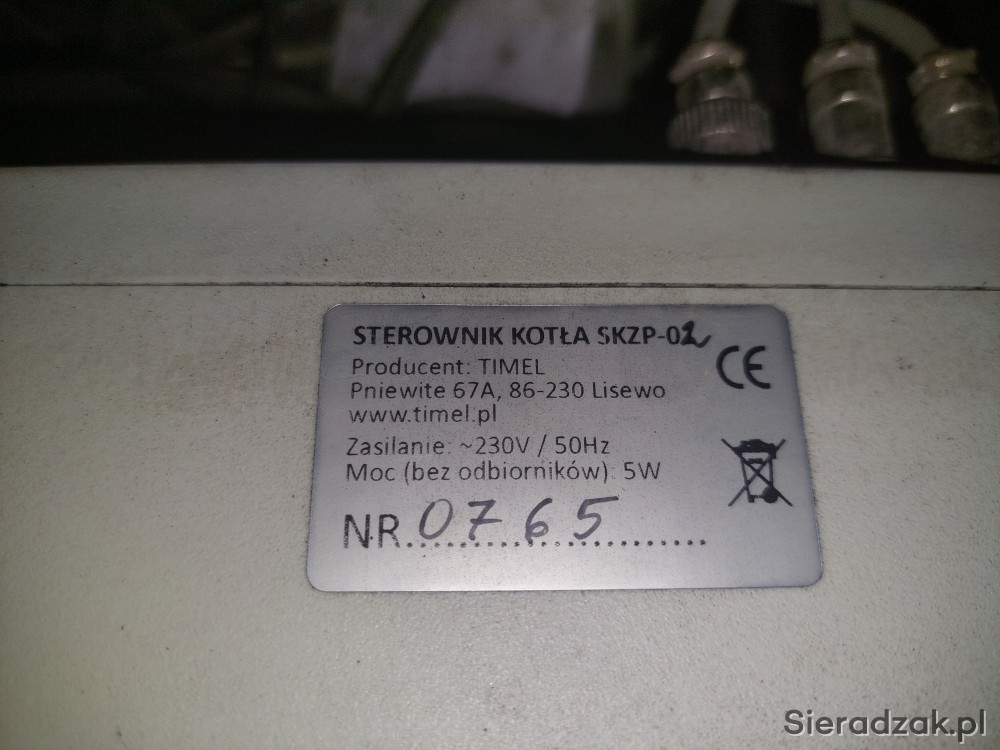 STEROWNIK KOTŁA SKZP-02
Producent: TIMEL
Pniewite 67A, 86-230 Lisewo
www.timel.pl
CE
Zasilanie: ~230V / 50Hz
Moc (bez odbiorników): 5W
NR 0765
Sieradzak.pl